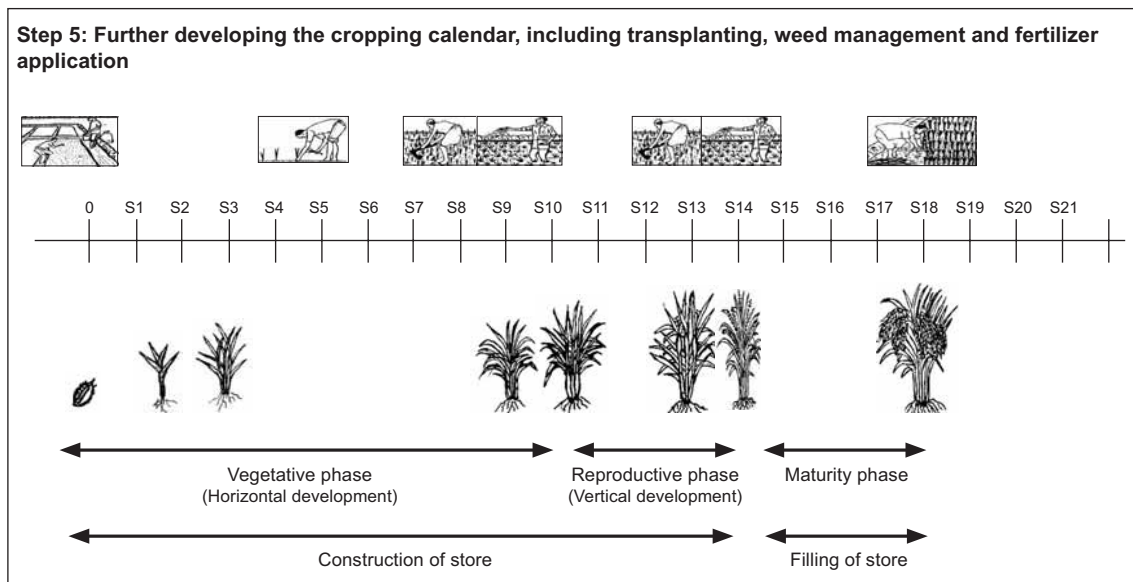 Step 5: Further developing the cropping calendar, including transplanting, weed management and fertilizer
application
0 S1 S2 S3 S4 S5 S6 S7 S8 S9 S10 S11 S12 S13 S14 S15 S16 S17 S18 S19 S20 S21
Vegetative phase
(Horizontal development)
Reproductive phase
(Vertical development)
Maturity phase
Construction of store
Filling of store